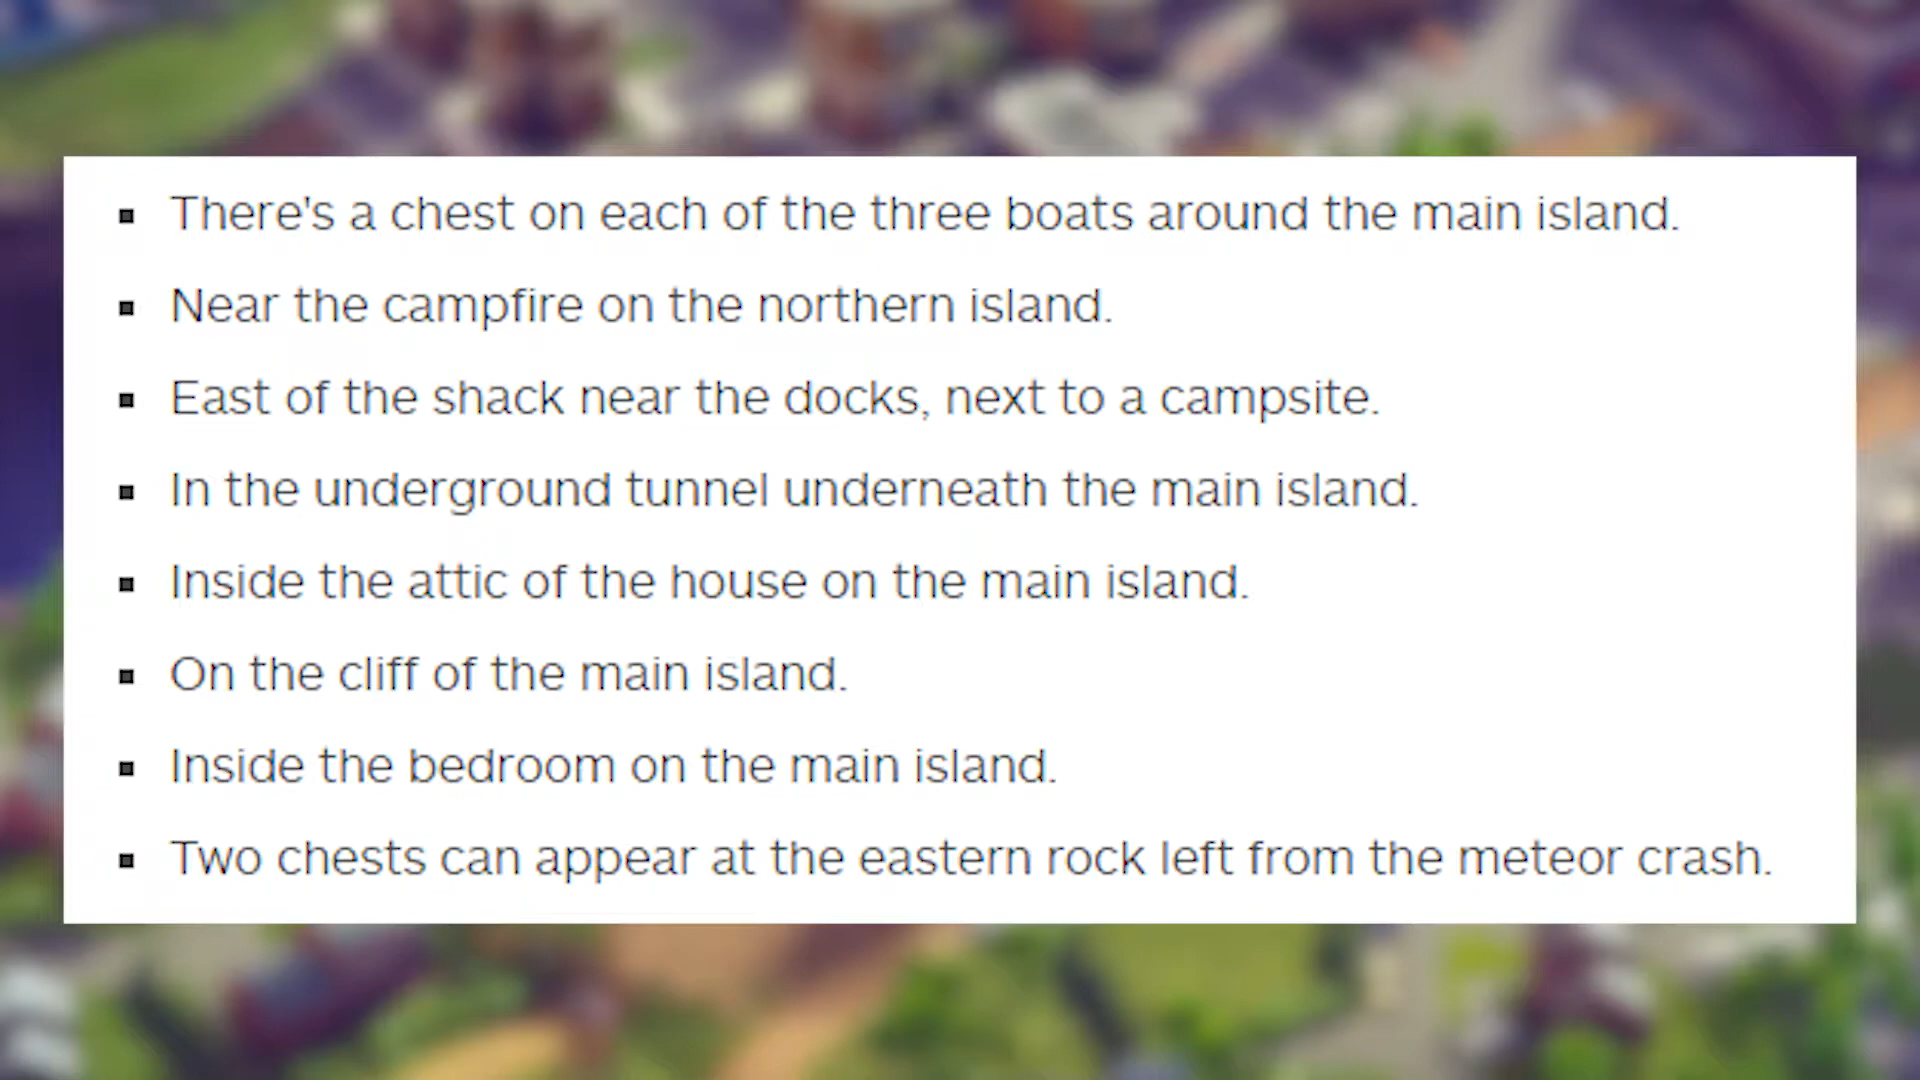 There's a chest on each of the three boats around the main island.
Near the campfire on the northern island.
East of the shack near the docks, next to a campsite.
In the underground tunnel underneath the main island.
Inside the attic of the house on the main island.
On the cliff of the main island.
Inside the bedroom on the main island.
Two chests can appear at the eastern rock left from the meteor crash.